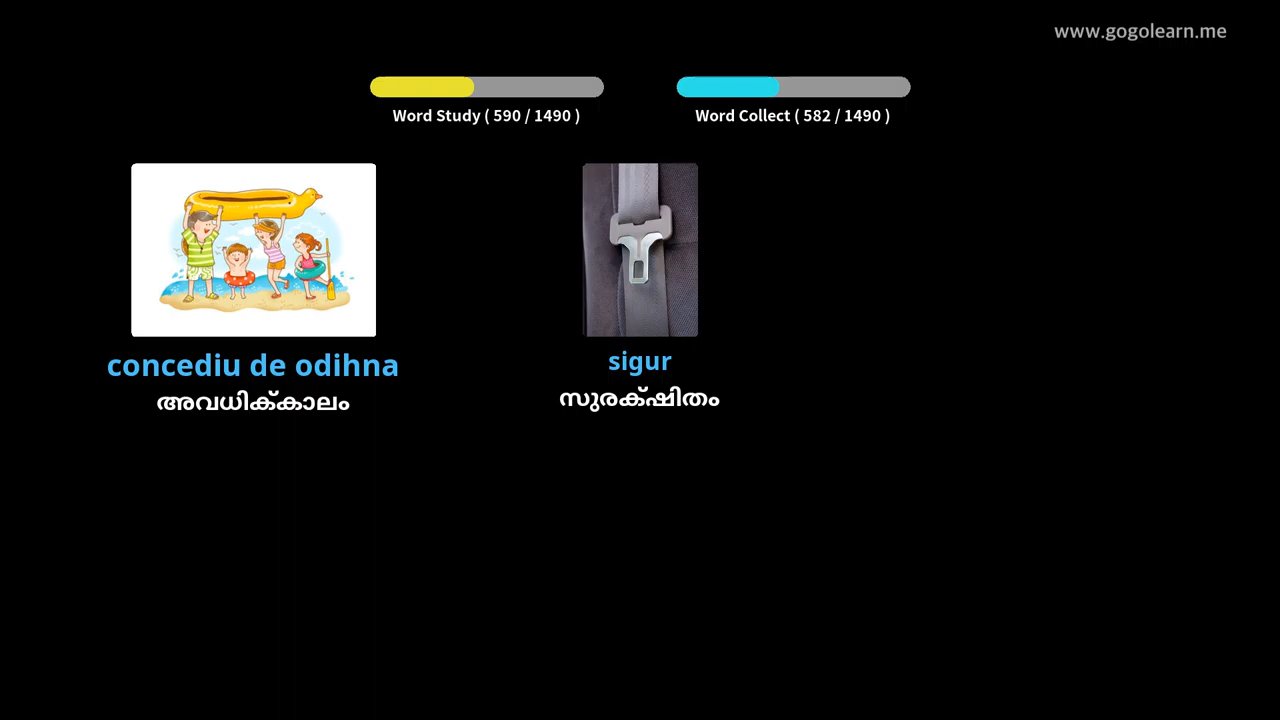 www.gogolearn.me
Word Study ( 590 / 1490 )
Word Collect ( 582 / 1490 )
concediu de odihna
അവധിക്കാലം
sigur
സുരക്ഷിതം